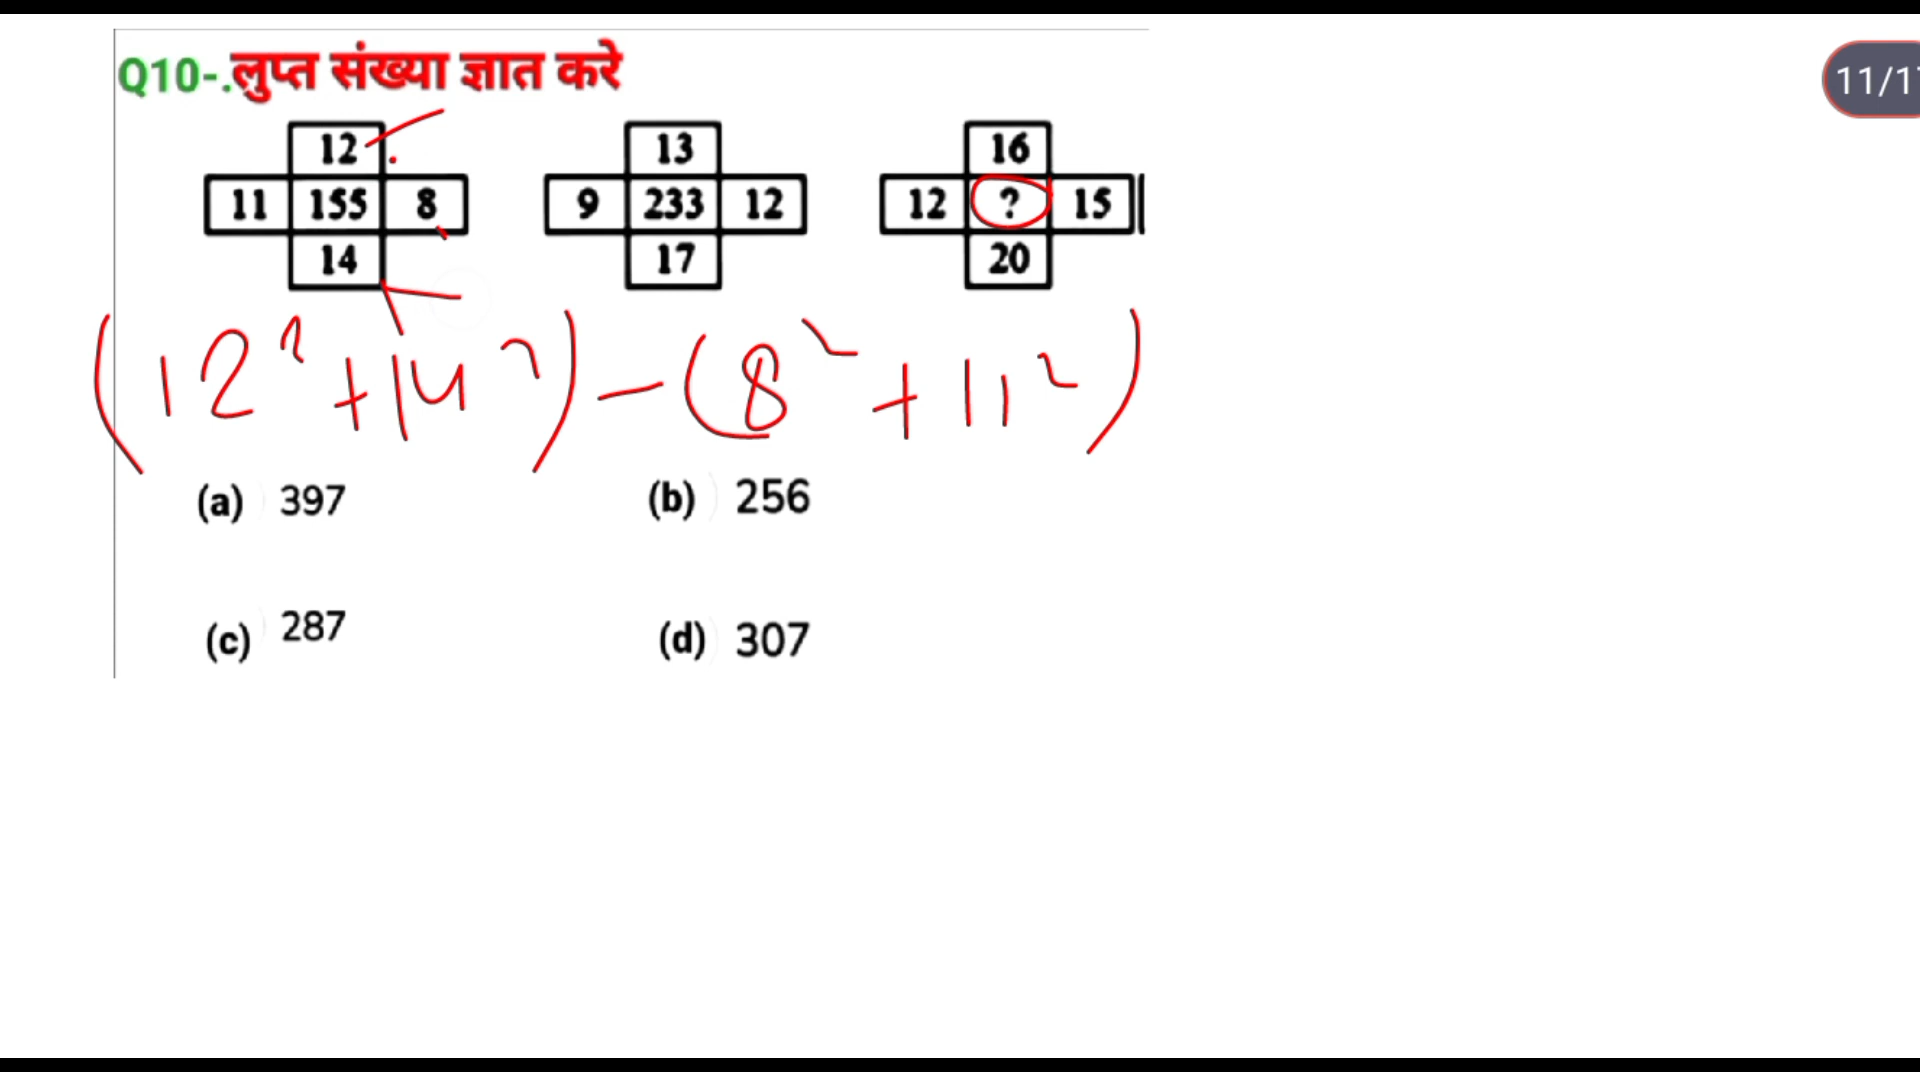 Q10-.लुप्त संख्या ज्ञात करे
11/1
12 13 16
11 155 8 9 233 12 12 ? 15
14 17 20
(12² + 14²) - (8² + 11²)
(a) 397 (b) 256
(c) 287 (d) 307